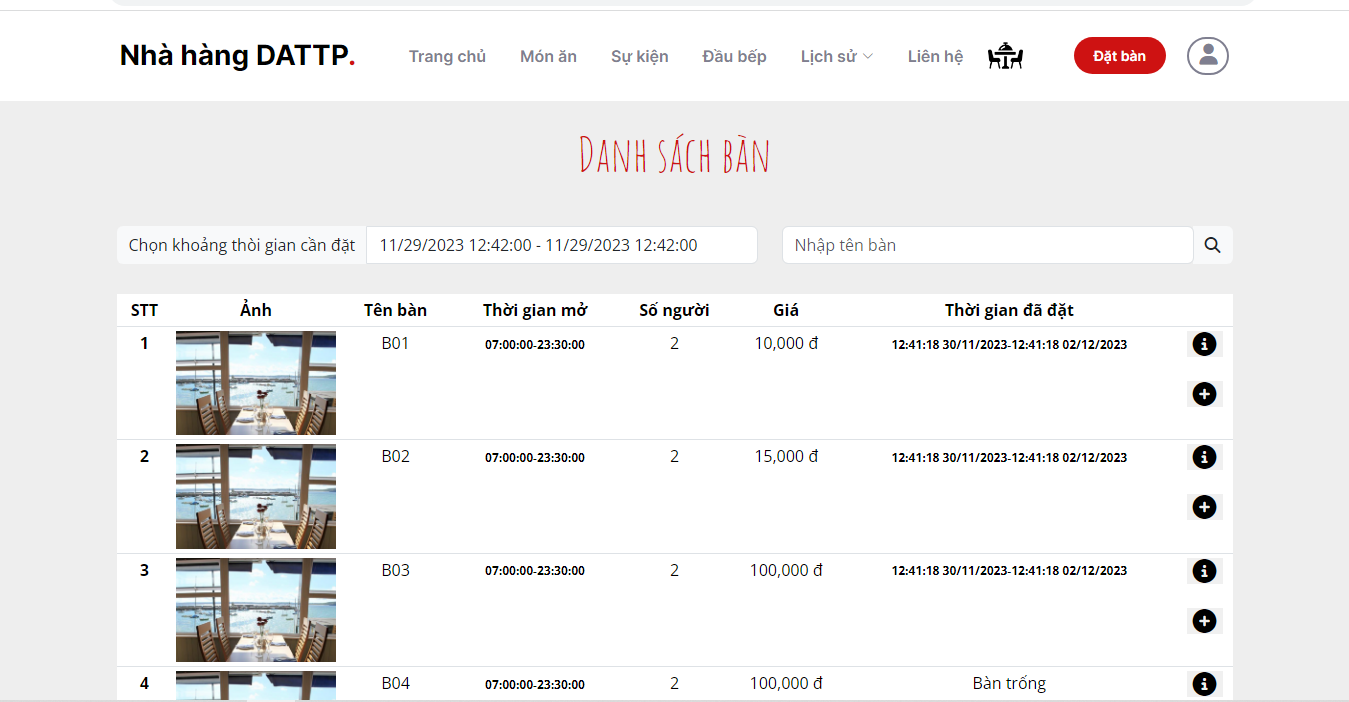 Nhà hàng DATTP. Trang chủ Món ăn Sự kiện Đầu bếp Lịch sử Liên hệ Đặt bàn
Danh sách bàn
Chọn khoảng thời gian cần đặt 11/29/2023 12:42:00 - 11/29/2023 12:42:00 Nhập tên bàn
STT Ảnh Tên bàn Thời gian mở Số người Giá Thời gian đã đặt
1 B01 07:00:00-23:30:00 2 10,000 đ 12:41:18 30/11/2023-12:41:18 02/12/2023
2 B02 07:00:00-23:30:00 2 15,000 đ 12:41:18 30/11/2023-12:41:18 02/12/2023
3 B03 07:00:00-23:30:00 2 100,000 đ 12:41:18 30/11/2023-12:41:18 02/12/2023
4 B04 07:00:00-23:30:00 2 100,000 đ Bàn trống